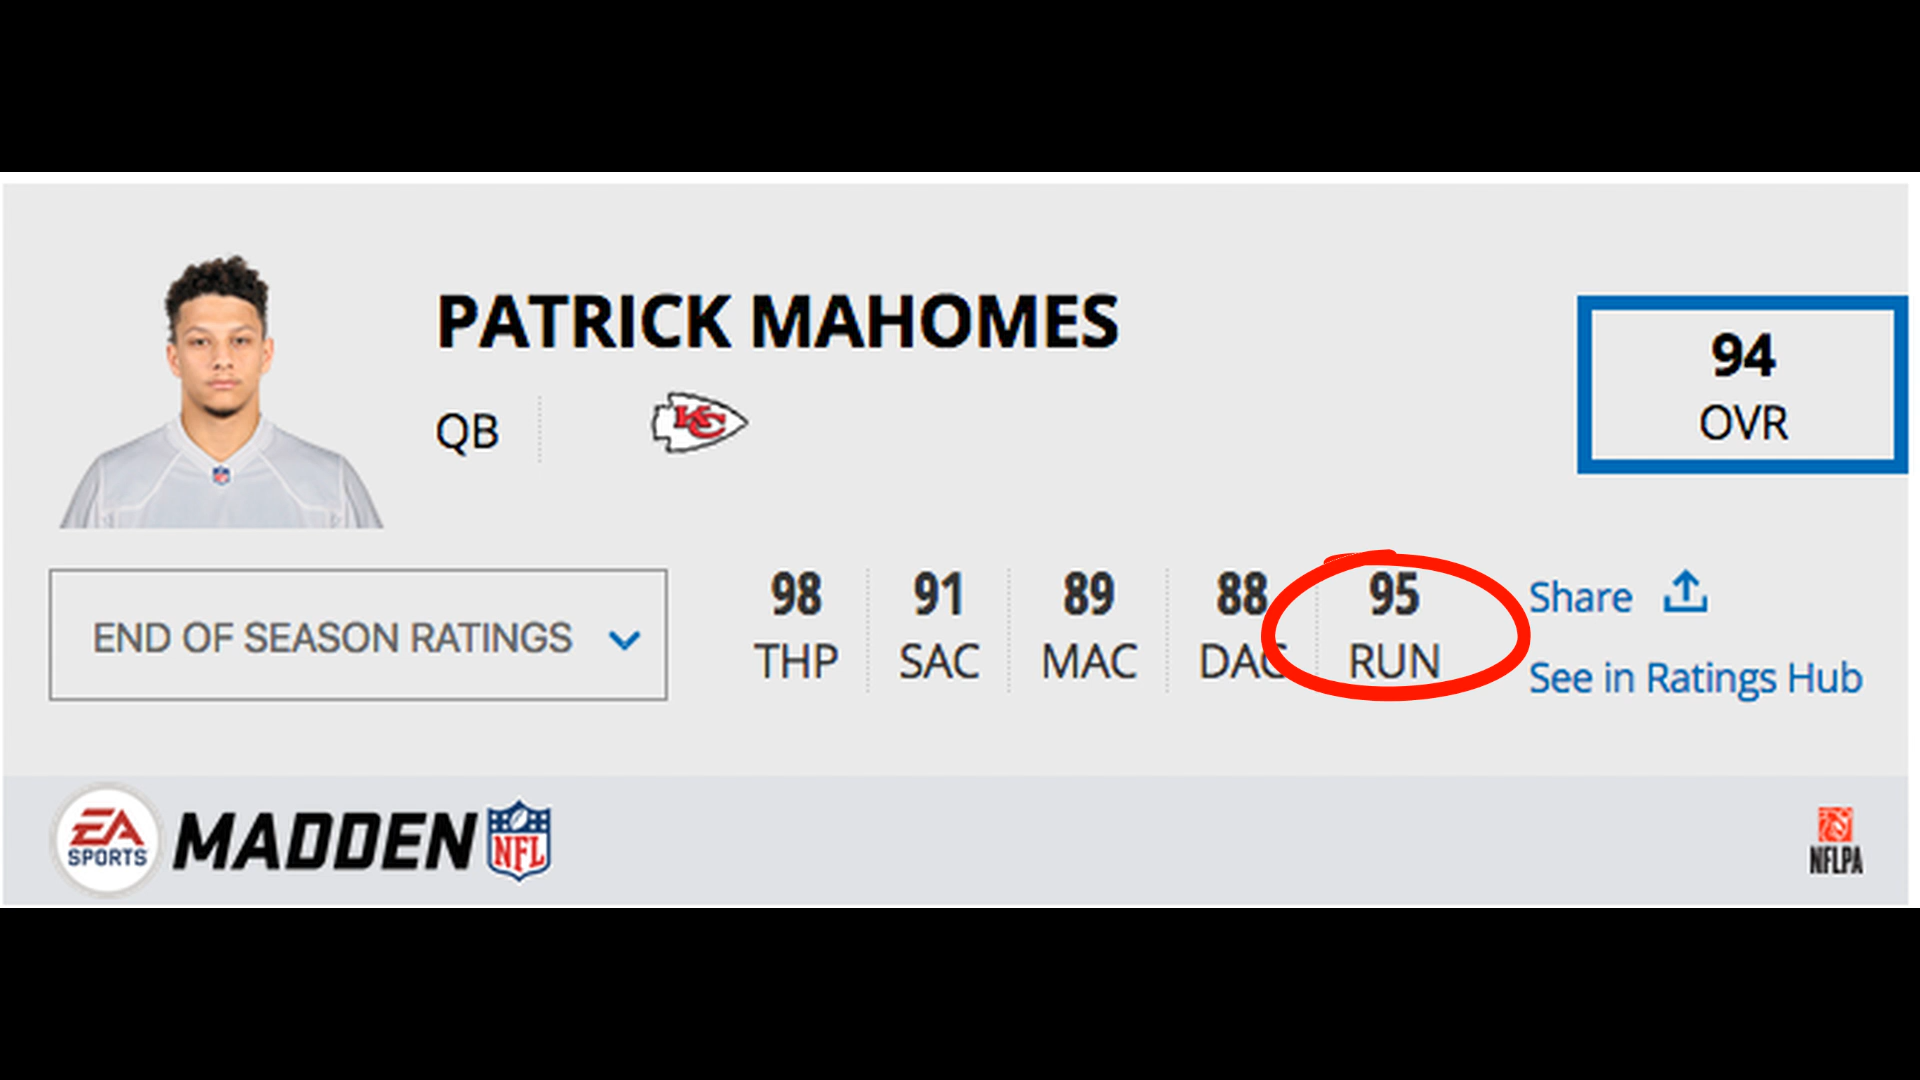 PATRICK MAHOMES
QB
KC
94
OVR
END OF SEASON RATINGS
98 91 89 88 95
THP SAC MAC DAC RUN
Share
See in Ratings Hub
EA SPORTS MADDEN NFL
NFLPA